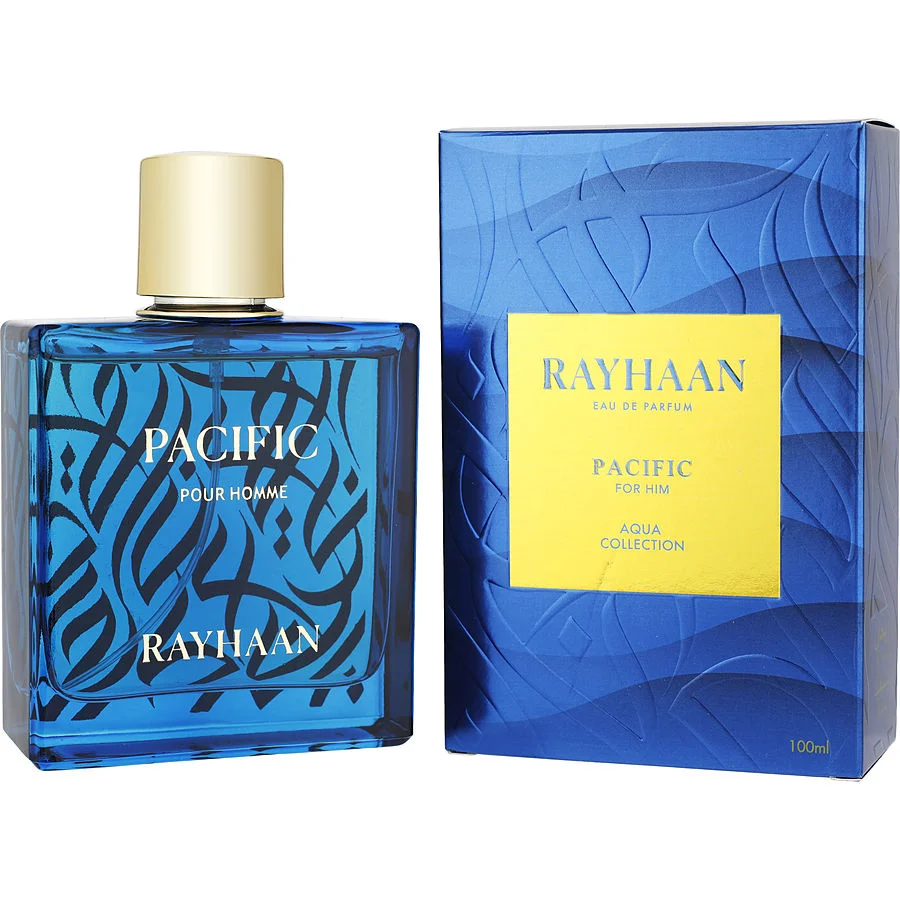 PACIFIC
POUR HOMME
RAYHAAN
RAYHAAN
EAU DE PARFUM
PACIFIC
FOR HIM
AQUA
COLLECTION
100ml